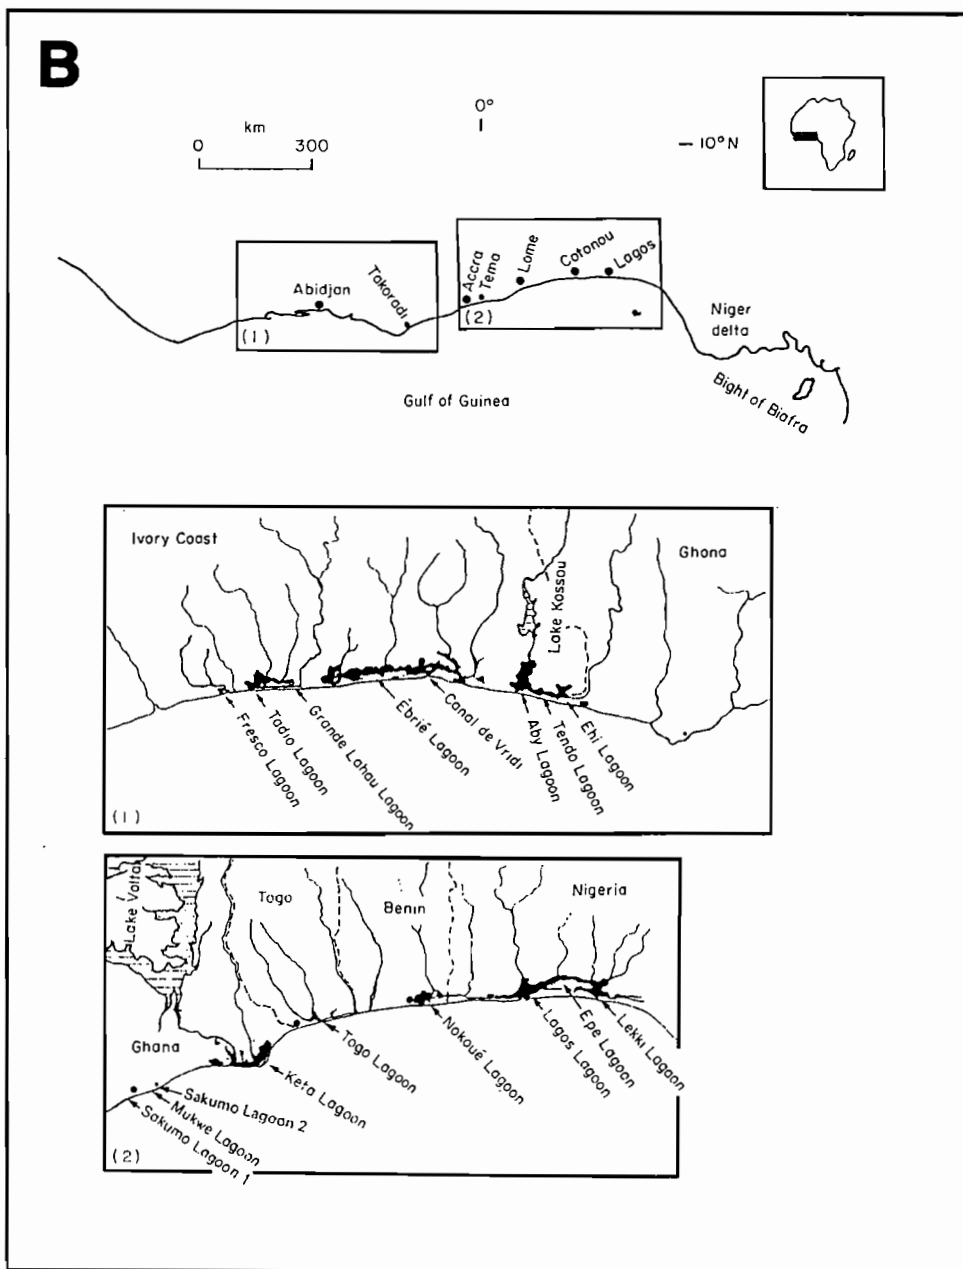 B
0°
km
0 300
10°N
Abidjan
Takoradi
Accra
Tema
Lome
Cotonou
Lagos
(1)
(2)
Niger
delta
Bight of Biafra
Gulf of Guinea
Ivory Coast
Ghana
Lake Kossou
Fresco Lagoon
Tadio Lagoon
Grande Lahau Lagoon
Ébrié Lagoon
Canal de Vridi
Aby Lagoon
Tendo Lagoon
Ehi Lagoon
(1)
Lake Volta
Togo
Benin
Nigeria
Ghana
Togo Lagoon
Keta Lagoon
Nokoué Lagoon
Lagos Lagoon
Epe Lagoon
Lekki Lagoon
Sakumo Lagoon 2
Mukwe Lagoon
Sakumo Lagoon 1
(2)